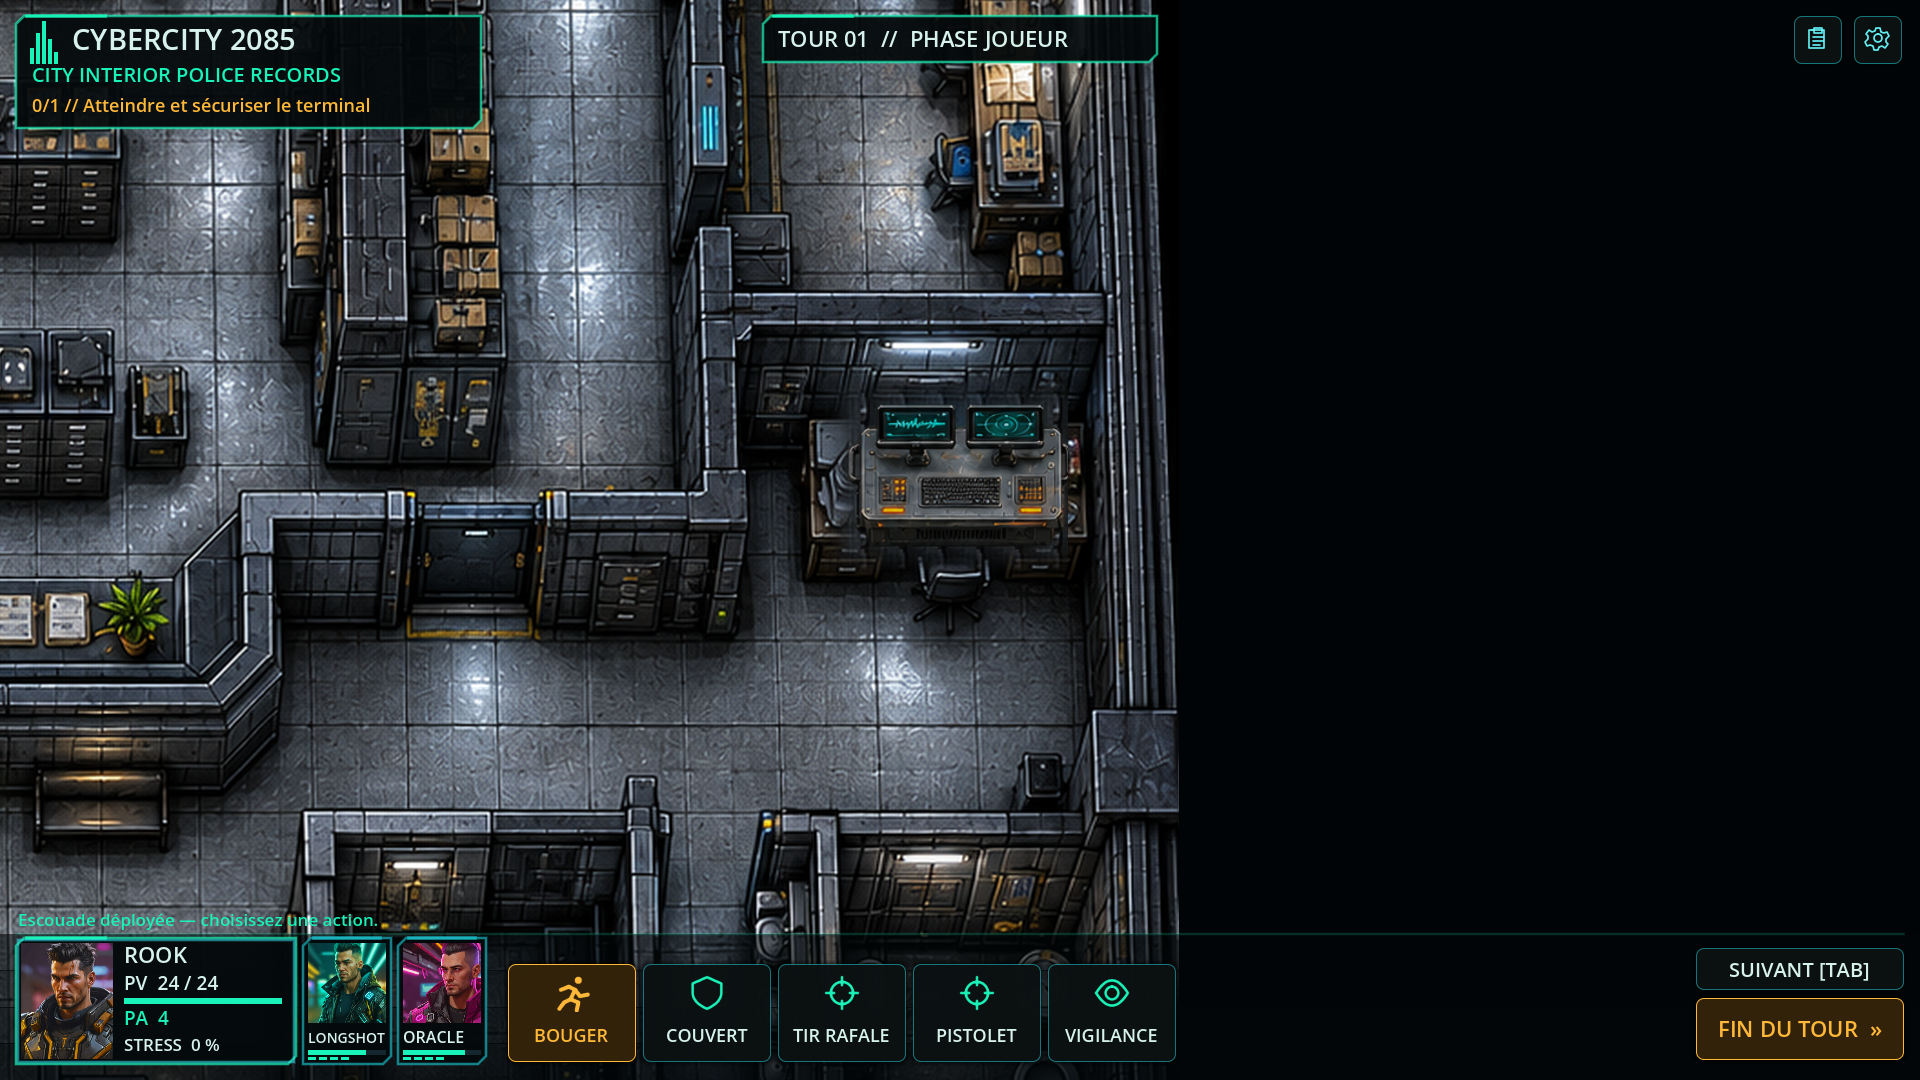 CYBERCITY 2085
CITY INTERIOR POLICE RECORDS
0/1 // Atteindre et sécuriser le terminal
TOUR 01 // PHASE JOUEUR
Escouade déployée — choisissez une action.
ROOK
PV 24 / 24
PA 4
STRESS 0 %
LONGSHOT
ORACLE
BOUGER
COUVERT
TIR RAFALE
PISTOLET
VIGILANCE
SUIVANT [TAB]
FIN DU TOUR »